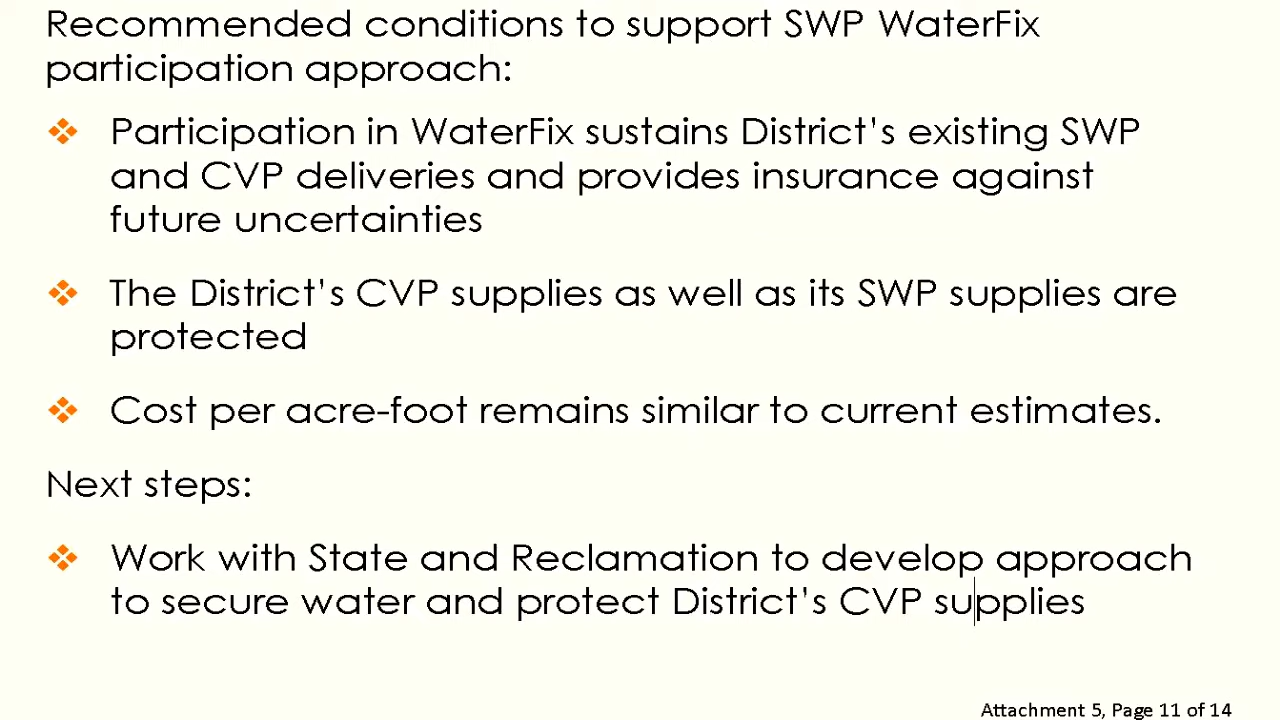 Recommended conditions to support SWP WaterFix
participation approach:
❖ Participation in WaterFix sustains District's existing SWP
and CVP deliveries and provides insurance against
future uncertainties
❖ The District's CVP supplies as well as its SWP supplies are
protected
❖ Cost per acre-foot remains similar to current estimates.
Next steps:
❖ Work with State and Reclamation to develop approach
to secure water and protect District's CVP supplies
Attachment 5, Page 11 of 14